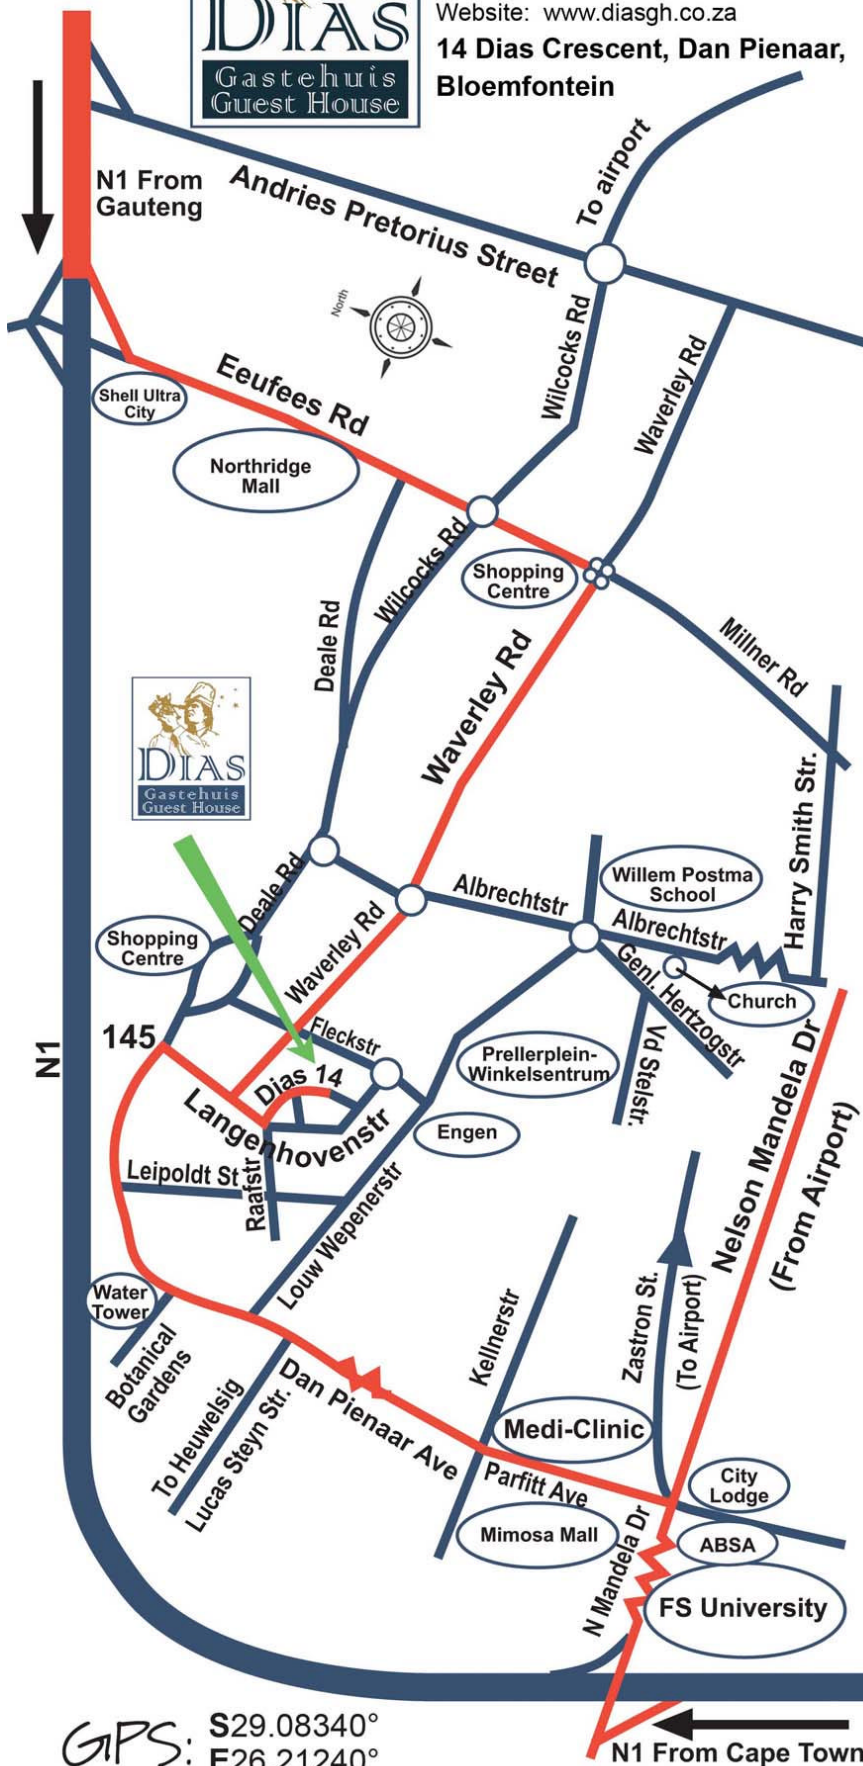 DIAS
Gastehuis
Guest House
Website: www.diasgh.co.za
14 Dias Crescent, Dan Pienaar,
Bloemfontein
To airport
N1 From
Gauteng
Andries Pretorius Street
North
Wilcocks Rd
Waverley Rd
Eeufees Rd
Shell Ultra
City
Northridge
Mall
Wilcocks Rd
Shopping
Centre
Deale Rd
Millner Rd
Waverley Rd
DIAS
Gastehuis
Guest House
Harry Smith Str.
Deale Rd
Albrechtstr
Willem Postma
School
Albrechtstr
Shopping
Centre
Waverley Rd
Genl. Hertzogstr
Church
N1
145
Fleckstr
Prellerplein-
Winkelsentrum
Vd Stelstr.
Dias 14
Langenhovenstr
Engen
Nelson Mandela Dr
(From Airport)
Leipoldt St
Raafstr
Louw Wepenerstr
Water
Tower
Botanical
Gardens
Kellnerstr
Zastron St.
(To Airport)
To Heuwelsig
Lucas Steyn Str.
Dan Pienaar Ave
Medi-Clinic
Parfitt Ave
City
Lodge
Mimosa Mall
ABSA
N Mandela Dr
FS University
GPS:
S29.08340°
E26.21240°
N1 From Cape Town